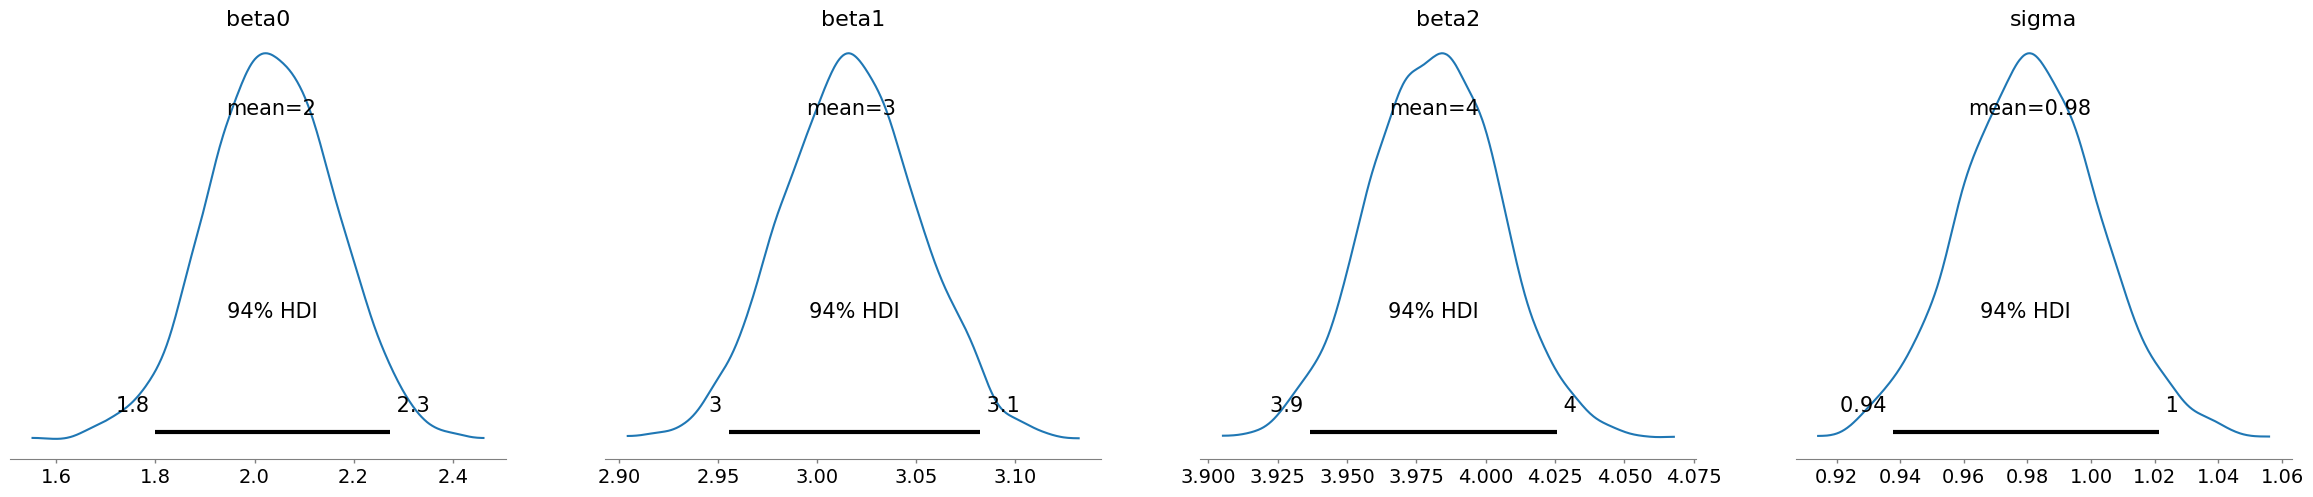 beta0
mean=2
94% HDI
1.8
2.3
1.6 1.8 2.0 2.2 2.4
beta1
mean=3
94% HDI
3
3.1
2.90 2.95 3.00 3.05 3.10
beta2
mean=4
94% HDI
3.9
4
3.900 3.925 3.950 3.975 4.000 4.025 4.050 4.075
sigma
mean=0.98
94% HDI
0.94
1
0.92 0.94 0.96 0.98 1.00 1.02 1.04 1.06